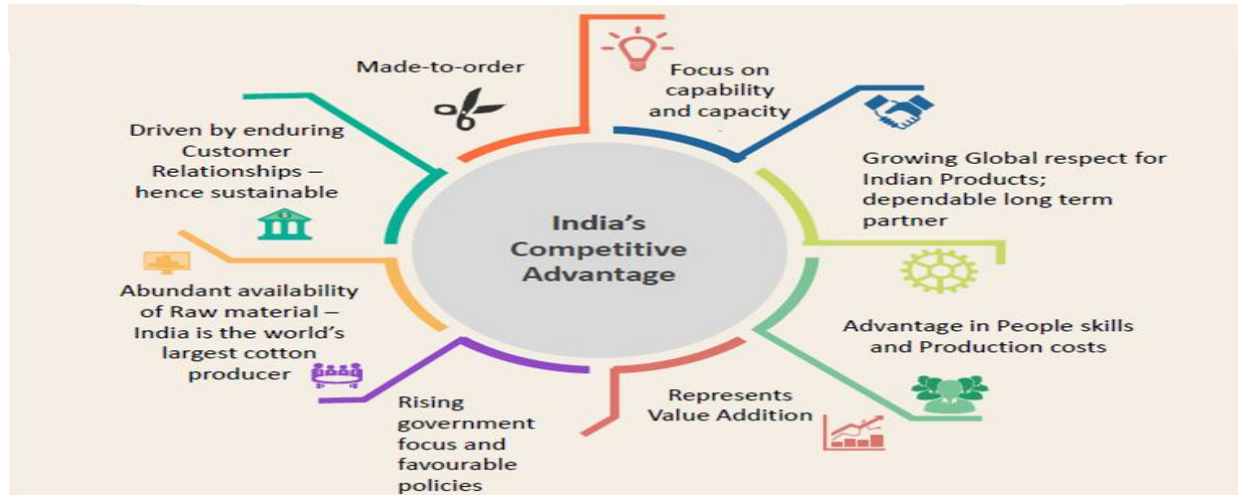 Made-to-order
Focus on
capability
and capacity
Growing Global respect for
Indian Products;
dependable long term
partner
Advantage in People skills
and Production costs
Represents
Value Addition
Rising
government
focus and
favourable
policies
Abundant availability
of Raw material –
India is the world's
largest cotton
producer
Driven by enduring
Customer
Relationships –
hence sustainable
India's
Competitive
Advantage